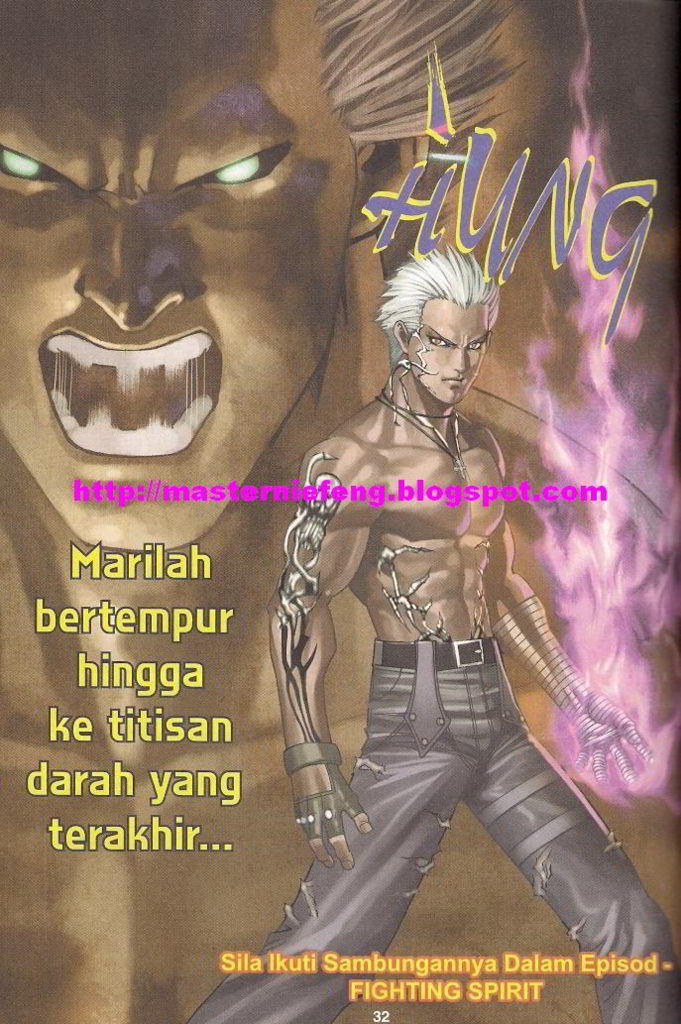 HUNG
http://masterniefeng.blogspot.com
Marilah
bertempur
hingga
ke titisan
darah yang
terakhir...
Sila Ikuti Sambungannya Dalam Episod -
FIGHTING SPIRIT
32